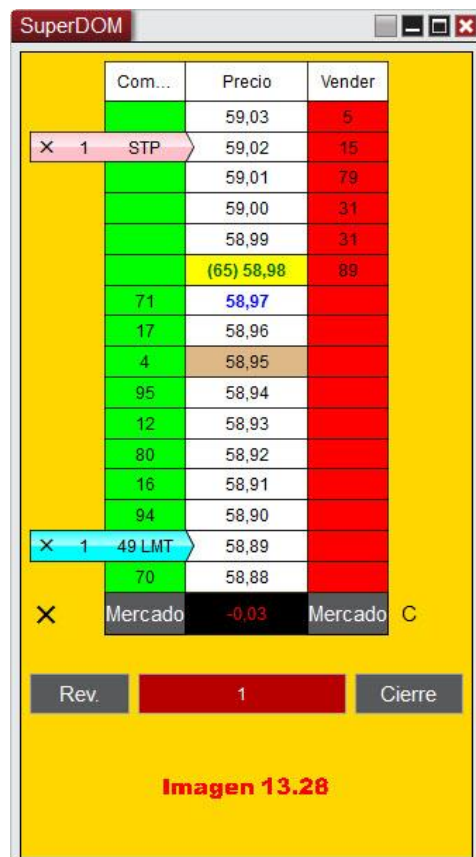 SuperDOM
Com... Precio Vender
59,03 5
× 1 STP 59,02 15
59,01 79
59,00 31
58,99 31
(65) 58,98 89
71 58,97
17 58,96
4 58,95
95 58,94
12 58,93
80 58,92
16 58,91
94 58,90
× 1 49 LMT 58,89
70 58,88
× Mercado -0,03 Mercado C
Rev. 1 Cierre
Imagen 13.28